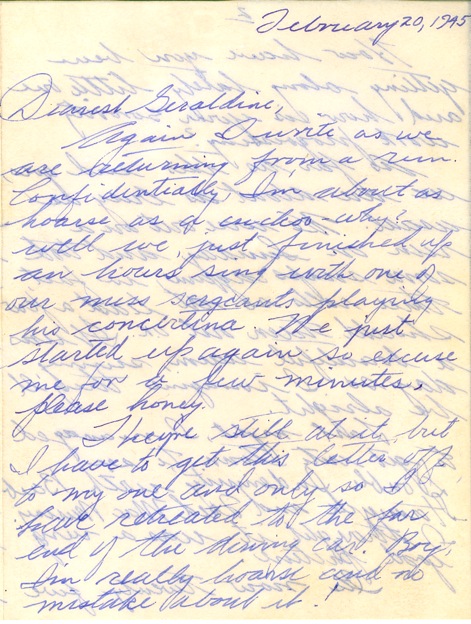 February 20, 1945
Dearest Geraldine,
Again I write as we
are returning from a run.
Confidentially, I'm about as
hoarse as a cuckoo - why?
well we, just finished up
an hours sing with one of
our mess sergeants playing
his concertina. We just
started up again so excuse
me for a few minutes,
please honey.
They're still at it, but
I have to get this letter off
to my one and only so I
have retreated to the far
end of the dining car. Boy,
I'm really hoarse and no
mistake about it!